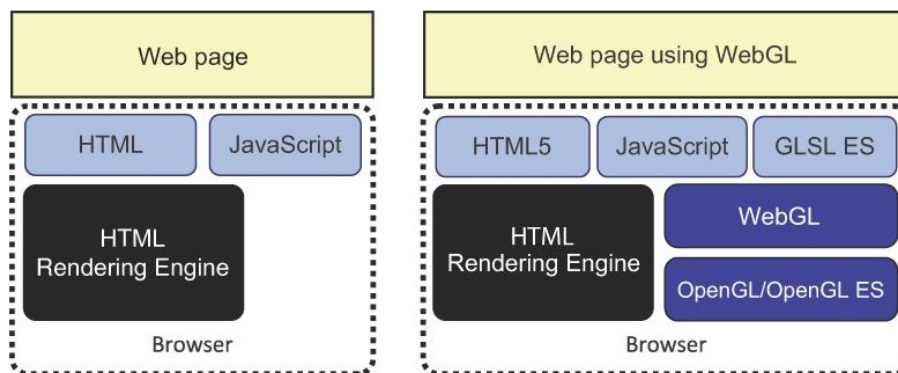 Web page
HTML
JavaScript
HTML
Rendering Engine
Browser
Web page using WebGL
HTML5
JavaScript
GLSL ES
HTML
Rendering Engine
WebGL
OpenGL/OpenGL ES
Browser